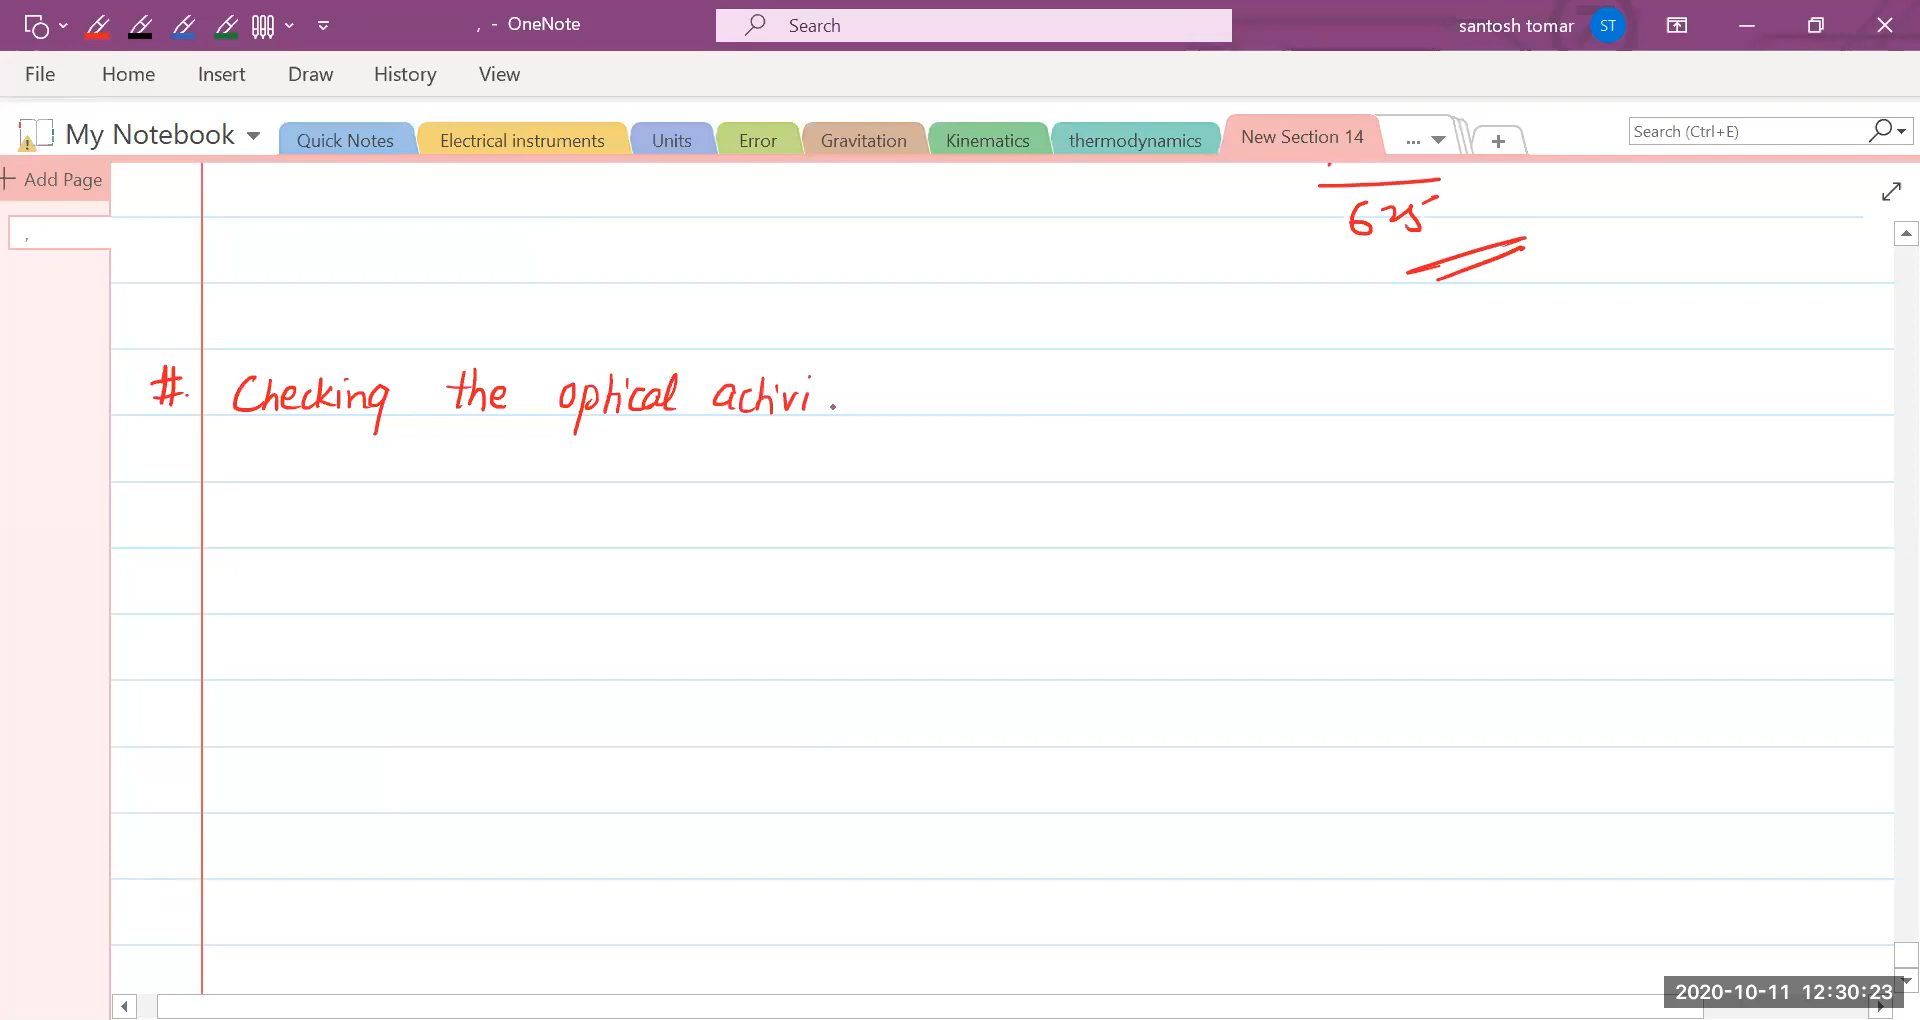 , - OneNote
Search
santosh tomar
ST
File Home Insert Draw History View
My Notebook
Quick Notes
Electrical instruments
Units
Error
Gravitation
Kinematics
thermodynamics
New Section 14
...
Search (Ctrl+E)
+ Add Page
,
625
#. Checking the optical activi
2020-10-11 12:30:23